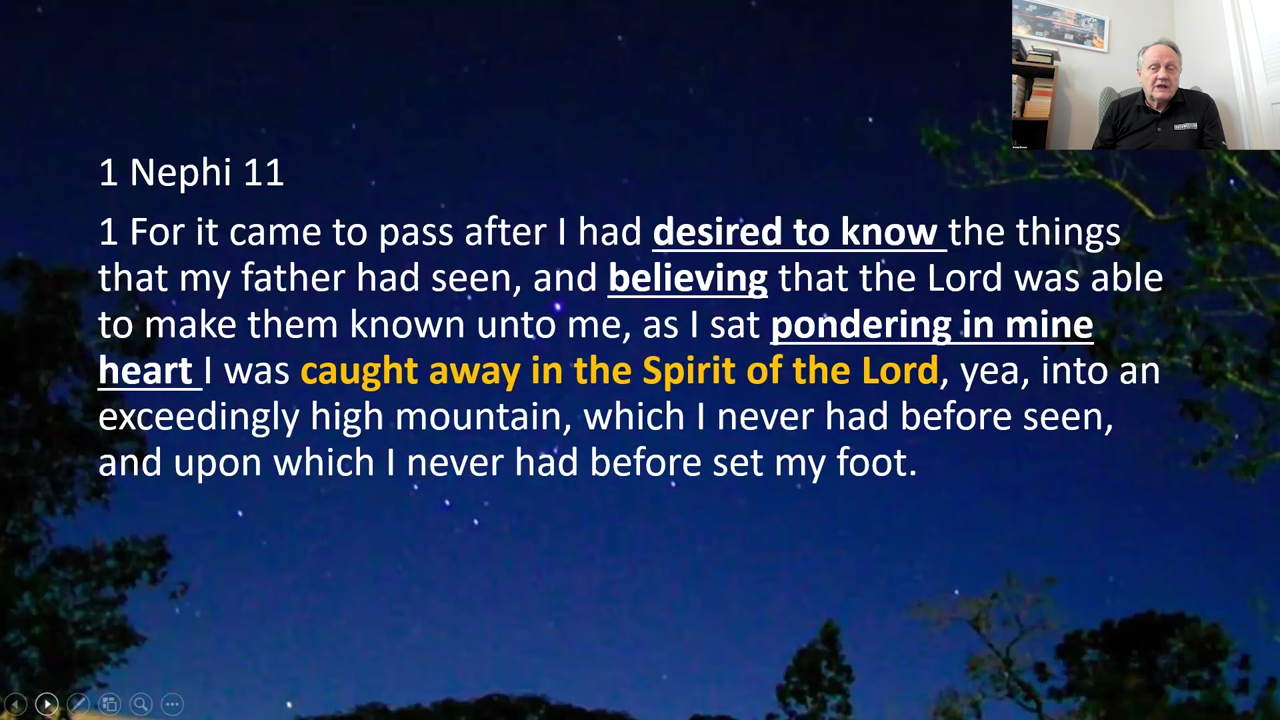 1 Nephi 11
1 For it came to pass after I had desired to know the things
that my father had seen, and believing that the Lord was able
to make them known unto me, as I sat pondering in mine
heart I was caught away in the Spirit of the Lord, yea, into an
exceedingly high mountain, which I never had before seen,
and upon which I never had before set my foot.